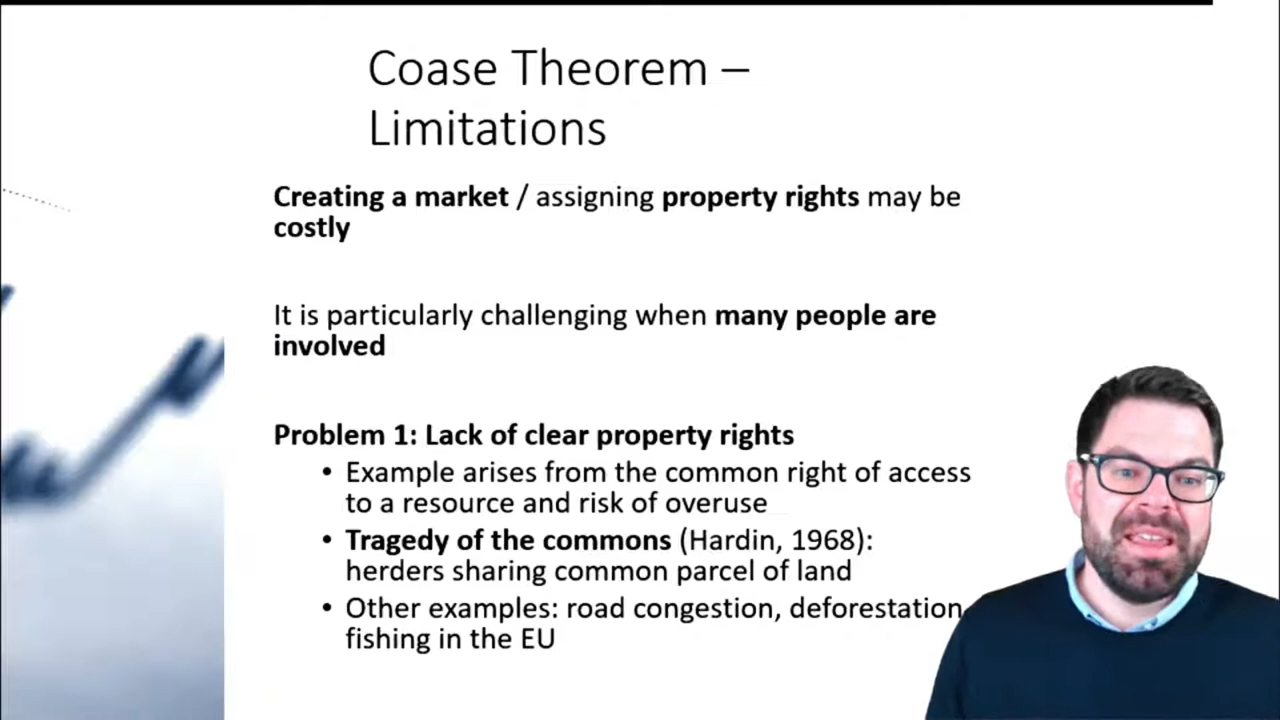 Coase Theorem –
Limitations
Creating a market / assigning property rights may be
costly
It is particularly challenging when many people are
involved
Problem 1: Lack of clear property rights
• Example arises from the common right of access
to a resource and risk of overuse
• Tragedy of the commons (Hardin, 1968):
herders sharing common parcel of land
• Other examples: road congestion, deforestation,
fishing in the EU